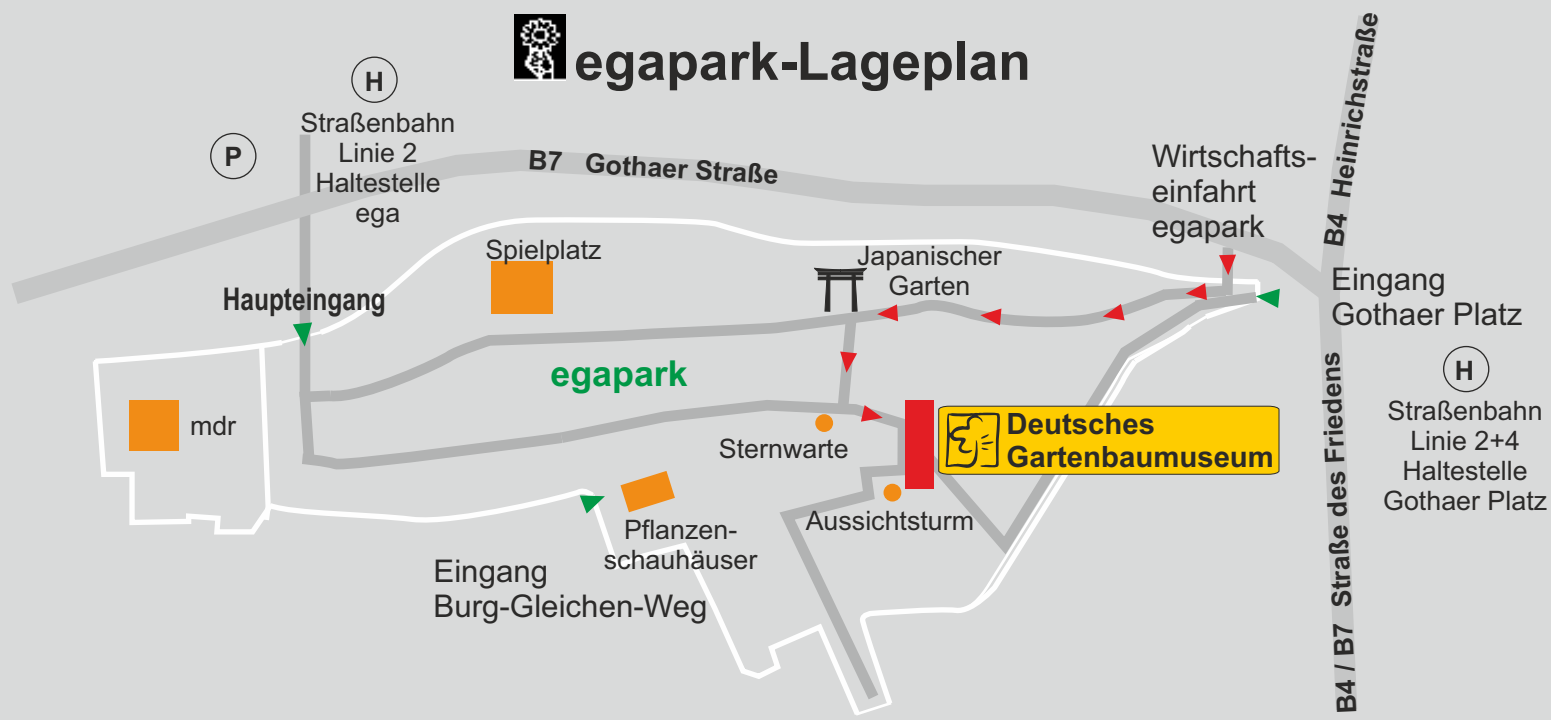 egapark-Lageplan
H
Straßenbahn
Linie 2
Haltestelle
ega
P
B7 Gothaer Straße
Wirtschafts-
einfahrt
egapark
B4 Heinrichstraße
Spielplatz
Japanischer
Garten
Haupteingang
Eingang
Gothaer Platz
egapark
H
Straßenbahn
Linie 2+4
Haltestelle
Gothaer Platz
mdr
Sternwarte
Deutsches
Gartenbaumuseum
Aussichtsturm
Pflanzen-
schauhäuser
Eingang
Burg-Gleichen-Weg
B4 / B7 Straße des Friedens